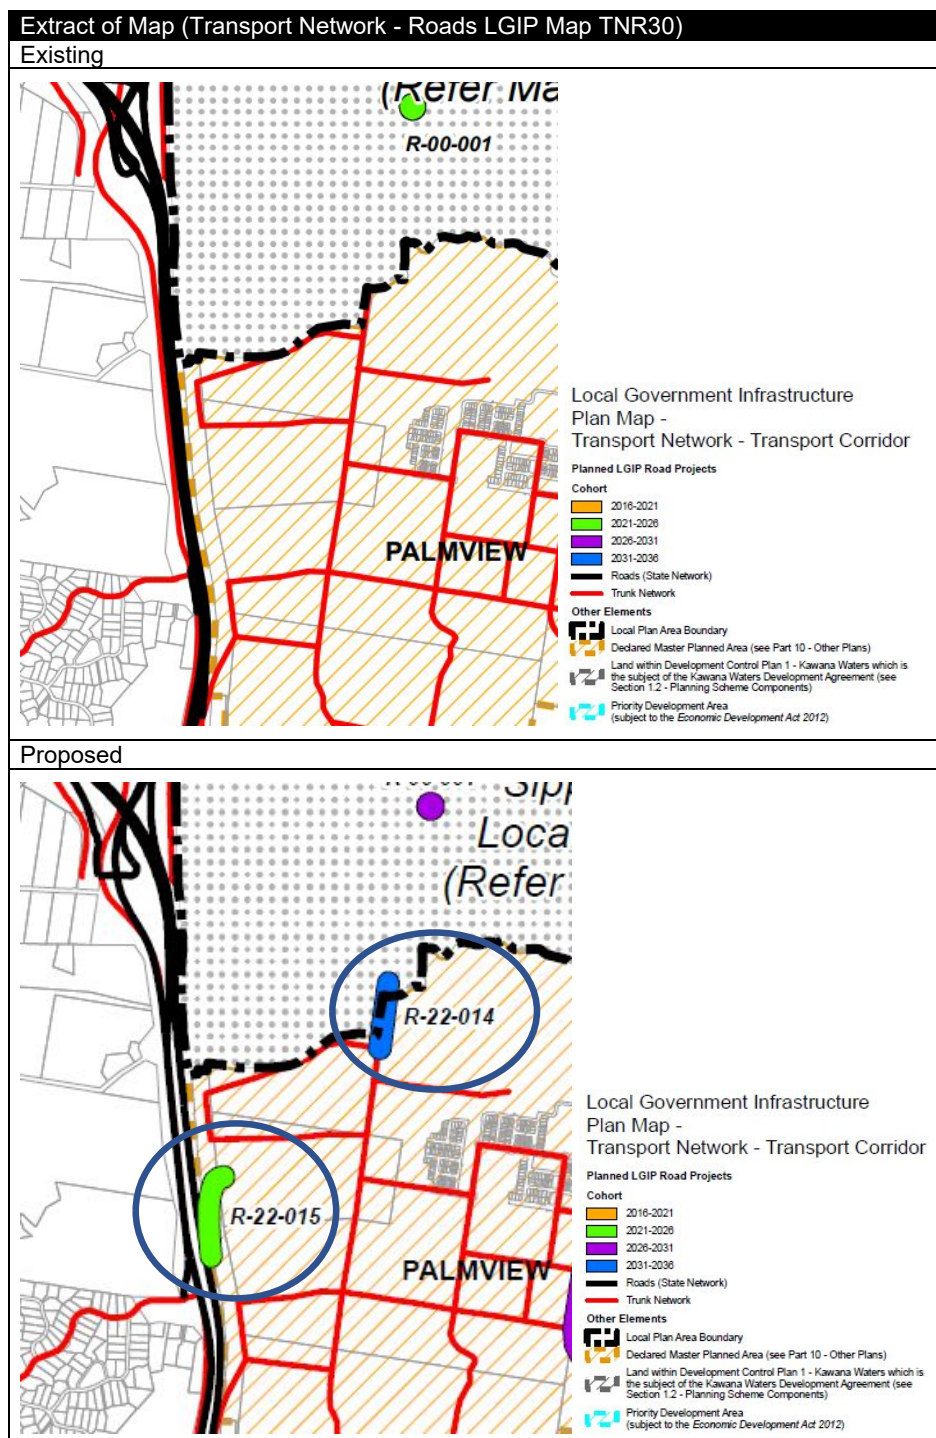 Extract of Map (Transport Network - Roads LGIP Map TNR30)
Existing
(Refer Ma
R-00-001
PALMVIEW
Local Government Infrastructure
Plan Map -
Transport Network - Transport Corridor
Planned LGIP Road Projects
Cohort
2016-2021
2021-2026
2026-2031
2031-2036
Roads (State Network)
Trunk Network
Other Elements
Local Plan Area Boundary
Declared Master Planned Area (see Part 10 - Other Plans)
Land within Development Control Plan 1 - Kawana Waters which is
the subject of the Kawana Waters Development Agreement (see
Section 1.2 - Planning Scheme Components)
Priority Development Area
(subject to the Economic Development Act 2012)
Proposed
Sipp
Loca
(Refer
R-22-014
R-22-015
PALMVIEW
Local Government Infrastructure
Plan Map -
Transport Network - Transport Corridor
Planned LGIP Road Projects
Cohort
2016-2021
2021-2026
2026-2031
2031-2036
Roads (State Network)
Trunk Network
Other Elements
Local Plan Area Boundary
Declared Master Planned Area (see Part 10 - Other Plans)
Land within Development Control Plan 1 - Kawana Waters which is
the subject of the Kawana Waters Development Agreement (see
Section 1.2 - Planning Scheme Components)
Priority Development Area
(subject to the Economic Development Act 2012)